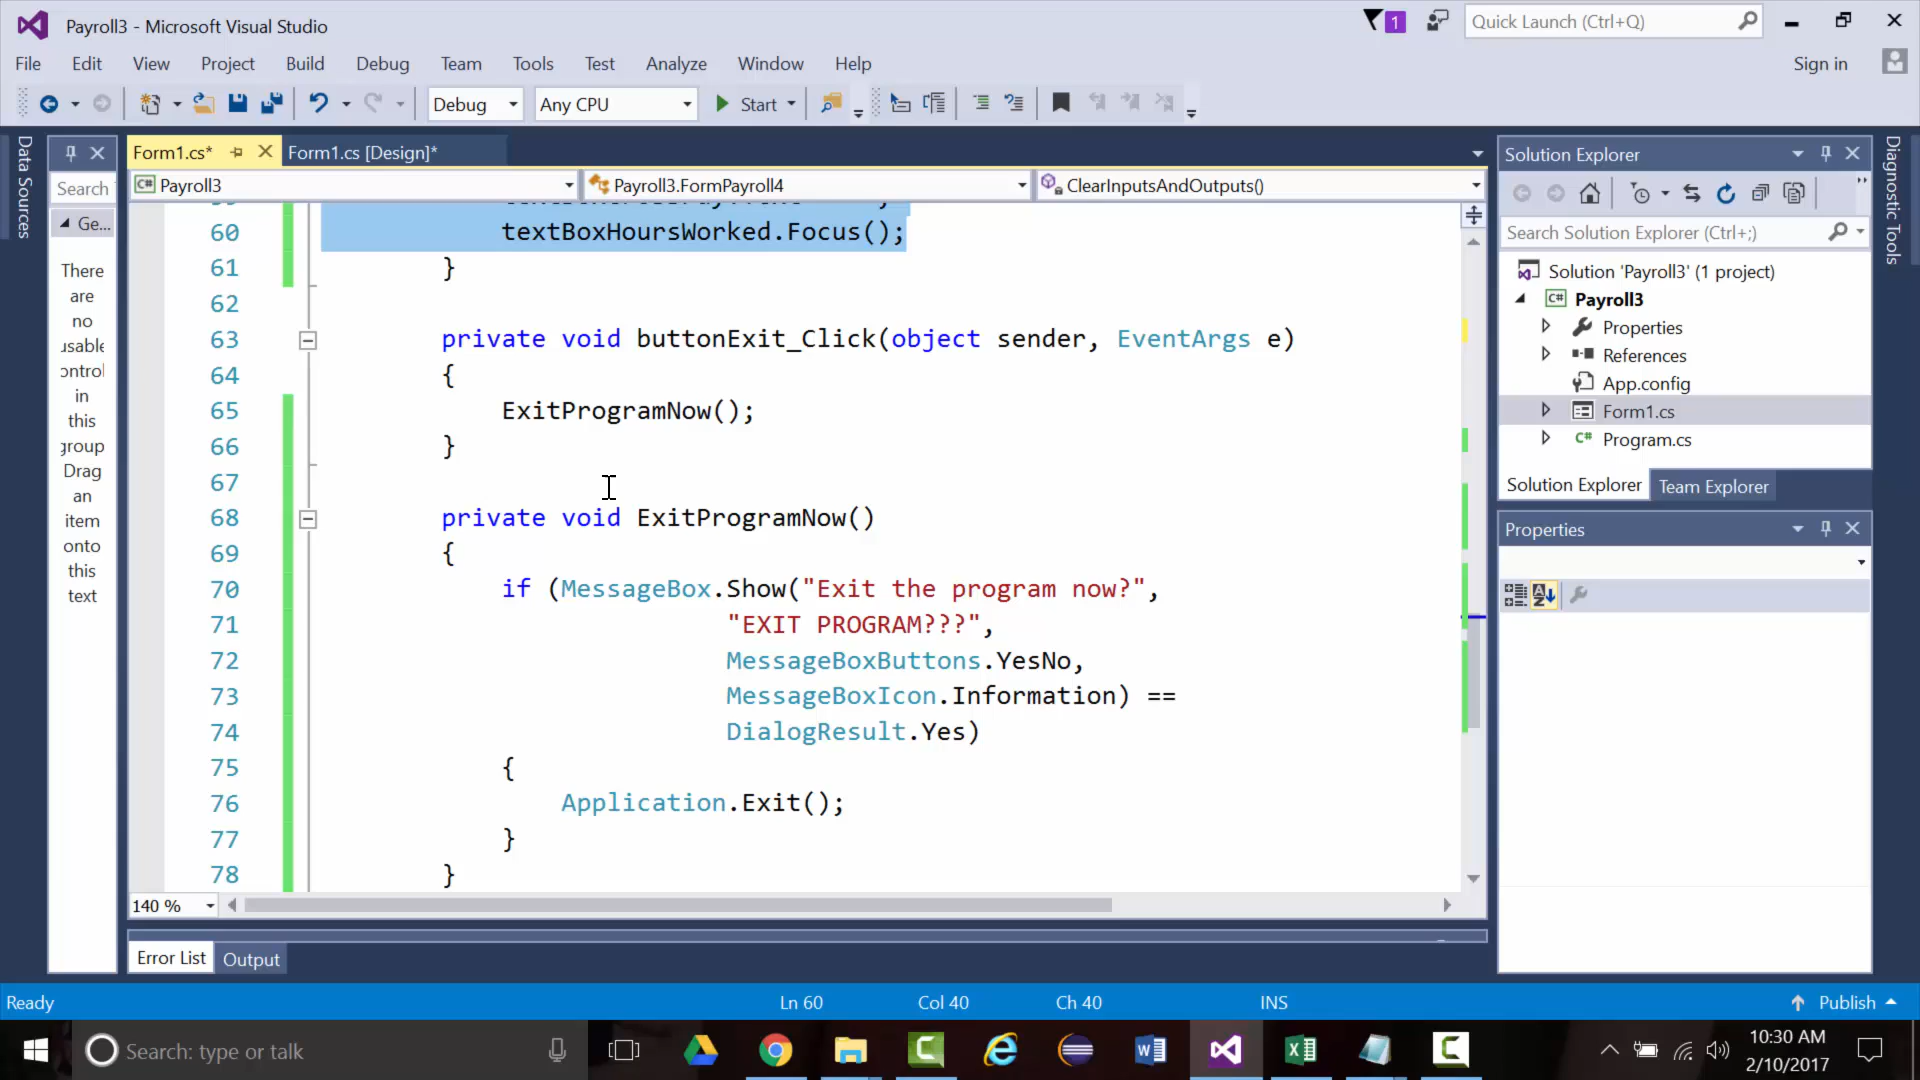 Payroll3 - Microsoft Visual Studio
1
Quick Launch (Ctrl+Q)
File Edit View Project Build Debug Team Tools Test Analyze Window Help
Sign in
Debug
Any CPU
Start
Data Sources
Search
Ge...
There
are
no
usable
in
this
group
Drag
an
item
onto
this
text
Form1.cs*
Form1.cs [Design]*
Payroll3
Payroll3.FormPayroll4
ClearInputsAndOutputs()
60 textBoxHoursWorked.Focus();
61 }
62
63 private void buttonExit_Click(object sender, EventArgs e)
64 {
65 ExitProgramNow();
66 }
67
68 private void ExitProgramNow()
69 {
70 if (MessageBox.Show("Exit the program now?",
71 "EXIT PROGRAM???",
72 MessageBoxButtons.YesNo,
73 MessageBoxIcon.Information) ==
74 DialogResult.Yes)
75 {
76 Application.Exit();
77 }
78 }
140 %
Error List
Output
Solution Explorer
Search Solution Explorer (Ctrl+;)
Solution 'Payroll3' (1 project)
C# Payroll3
Properties
References
App.config
Form1.cs
C# Program.cs
Solution Explorer
Team Explorer
Properties
Diagnostic Tools
Ready
Ln 60
Col 40
Ch 40
INS
Publish
Search: type or talk
10:30 AM
2/10/2017